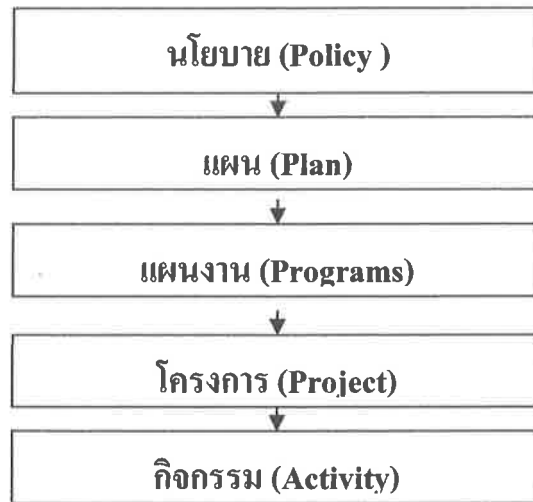 นโยบาย (Policy )
แผน (Plan)
แผนงาน (Programs)
โครงการ (Project)
กิจกรรม (Activity)